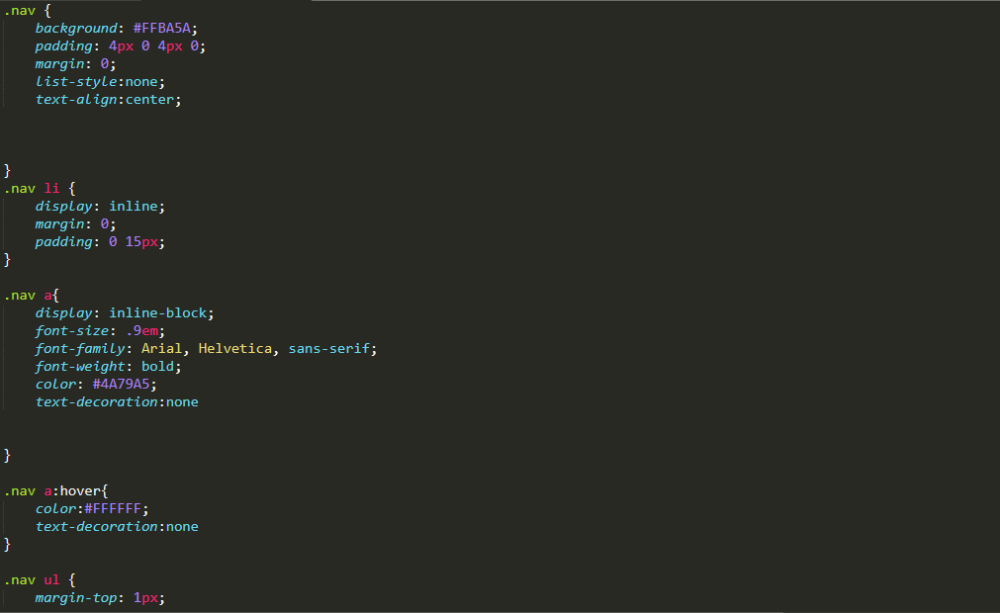 .nav {
    background: #FFBA5A;
    padding: 4px 0 4px 0;
    margin: 0;
    list-style:none;
    text-align:center;
}
.nav li {
    display: inline;
    margin: 0;
    padding: 0 15px;
}
.nav a{
    display: inline-block;
    font-size: .9em;
    font-family: Arial, Helvetica, sans-serif;
    font-weight: bold;
    color: #4A79A5;
    text-decoration:none
}
.nav a:hover{
    color:#FFFFFF;
    text-decoration:none
}
.nav ul {
    margin-top: 1px;